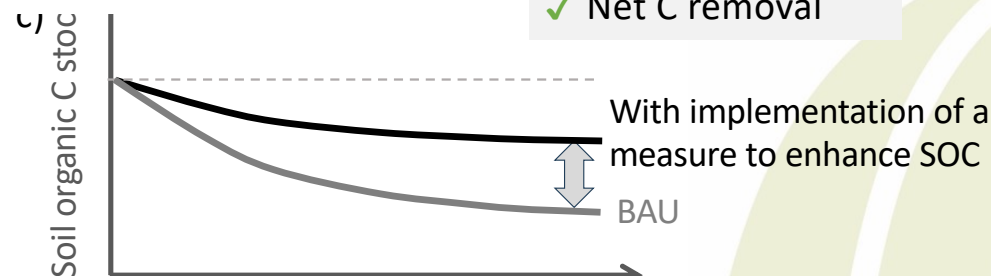 ✓ Net C removal
c)
Soil organic C stoc
With implementation of a
measure to enhance SOC
BAU